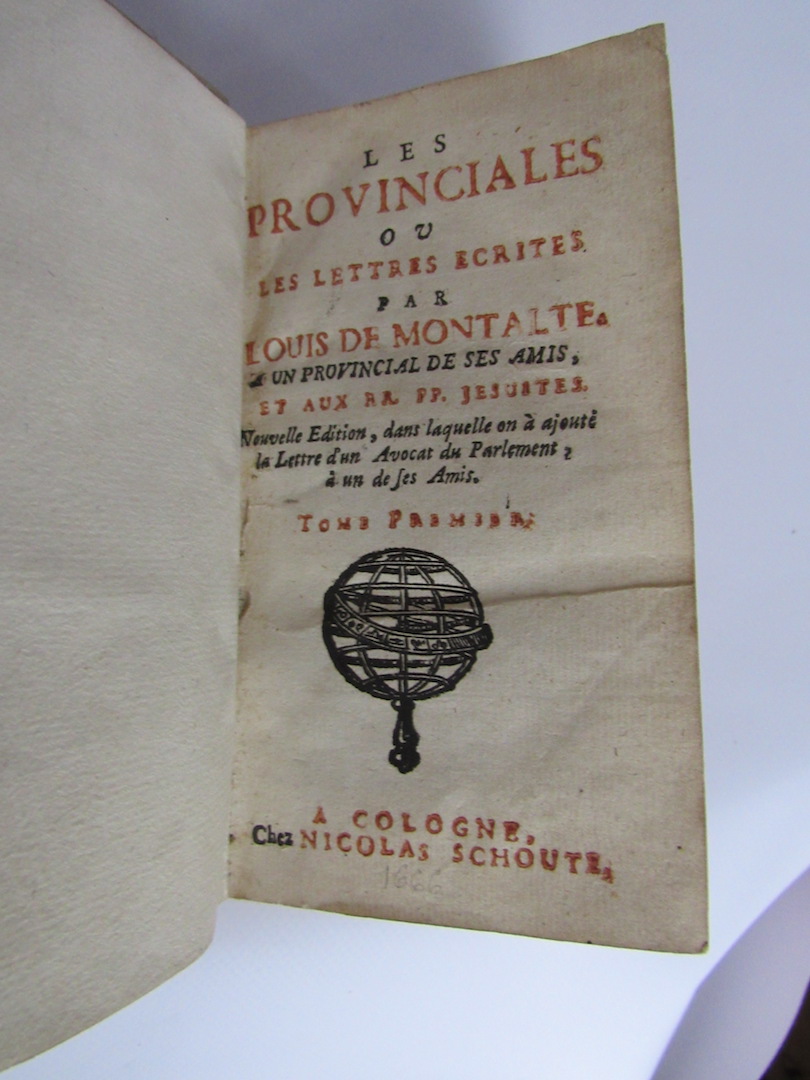 LES
PROVINCIALES
OU
LES LETTRES ECRITES
PAR
LOUIS DE MONTALTE.
A UN PROVINCIAL DE SES AMIS,
ET AUX RR. PP. JESUITES.
Nouvelle Edition, dans laquelle on à ajouté
la Lettre d'un Avocat du Parlement,
à un de ses Amis.
TOME PREMIER.
A COLOGNE,
Chez NICOLAS SCHOUTE,
1666